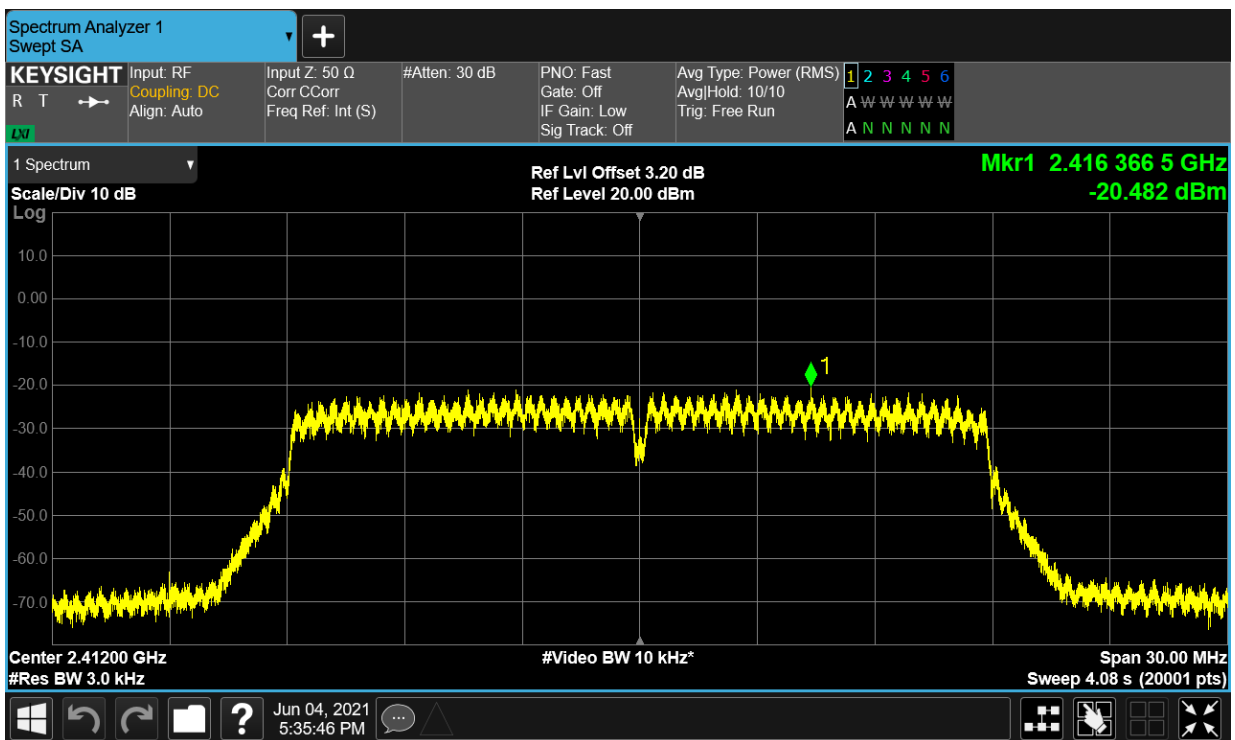 Spectrum Analyzer 1
Swept SA
KEYSIGHT
R T
LXI
Input: RF
Coupling: DC
Align: Auto
Input Z: 50 Ω
Corr CCorr
Freq Ref: Int (S)
#Atten: 30 dB
PNO: Fast
Gate: Off
IF Gain: Low
Sig Track: Off
Avg Type: Power (RMS)
Avg|Hold: 10/10
Trig: Free Run
1 2 3 4 5 6
A W W W W W
A N N N N N
1 Spectrum
Scale/Div 10 dB
Log
Ref Lvl Offset 3.20 dB
Ref Level 20.00 dBm
Mkr1 2.416 366 5 GHz
-20.482 dBm
10.0
0.00
-10.0
1
-20.0
-30.0
-40.0
-50.0
-60.0
-70.0
Center 2.41200 GHz
#Video BW 10 kHz*
Span 30.00 MHz
#Res BW 3.0 kHz
Sweep 4.08 s (20001 pts)
?
Jun 04, 2021
5:35:46 PM